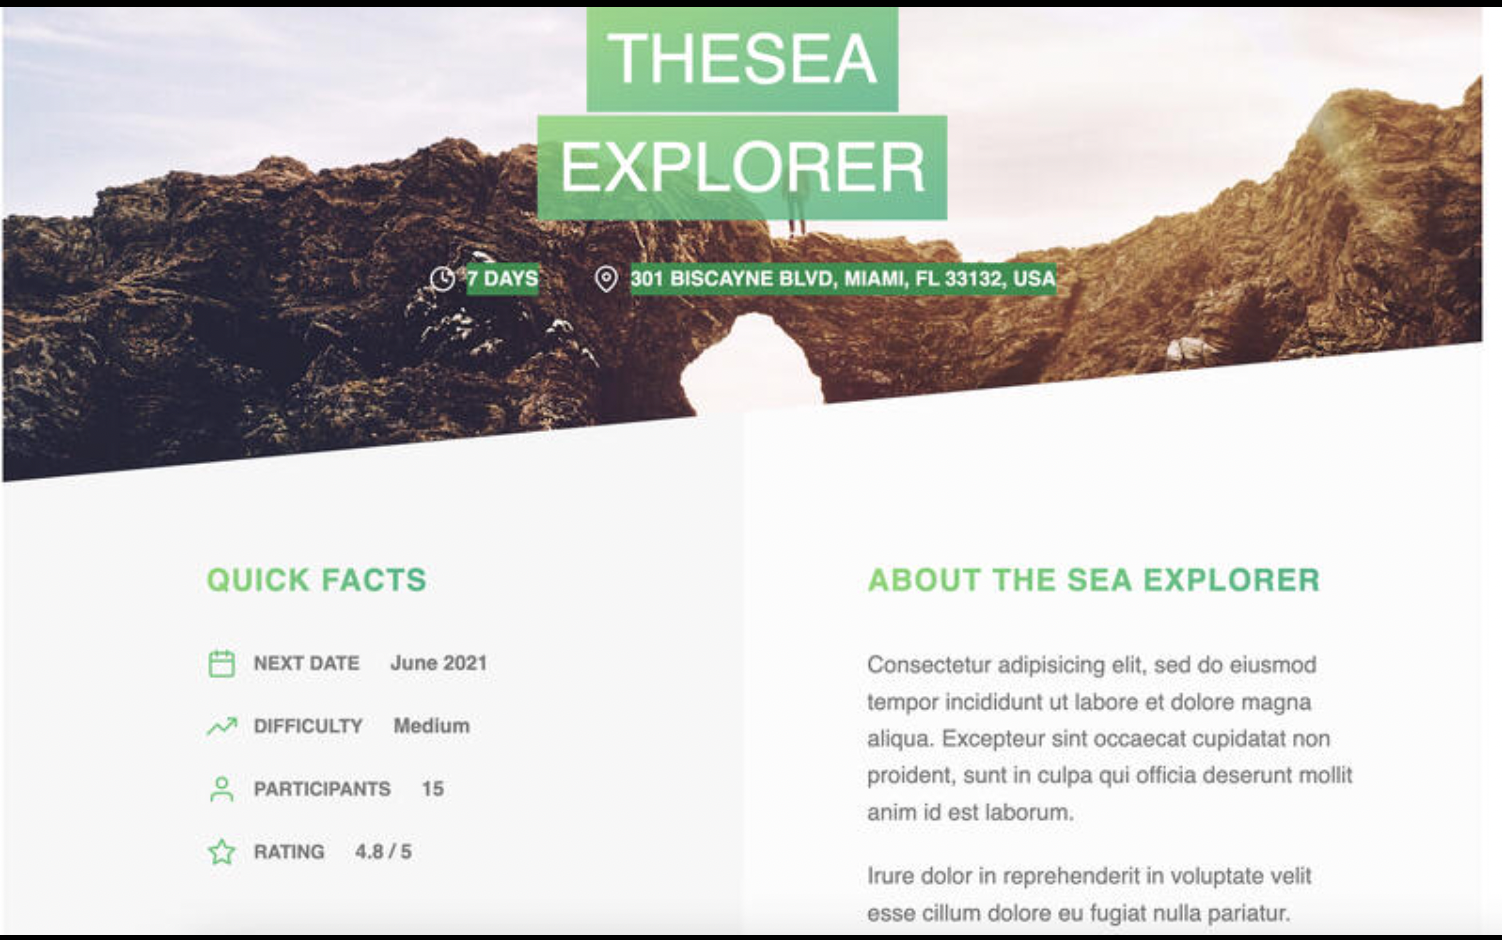 THESEA
EXPLORER
7 DAYS 301 BISCAYNE BLVD, MIAMI, FL 33132, USA
QUICK FACTS
NEXT DATE June 2021
DIFFICULTY Medium
PARTICIPANTS 15
RATING 4.8 / 5
ABOUT THE SEA EXPLORER
Consectetur adipisicing elit, sed do eiusmod
tempor incididunt ut labore et dolore magna
aliqua. Excepteur sint occaecat cupidatat non
proident, sunt in culpa qui officia deserunt mollit
anim id est laborum.
Irure dolor in reprehenderit in voluptate velit
esse cillum dolore eu fugiat nulla pariatur.